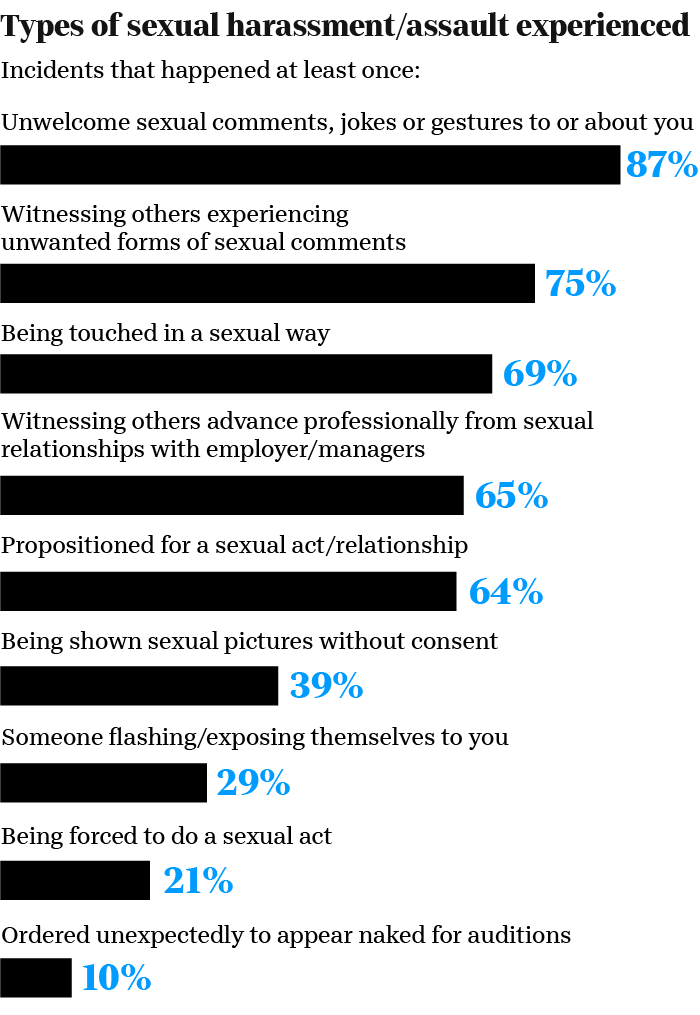 Types of sexual harassment/assault experienced
Incidents that happened at least once:
Unwelcome sexual comments, jokes or gestures to or about you
87%
Witnessing others experiencing
unwanted forms of sexual comments
75%
Being touched in a sexual way
69%
Witnessing others advance professionally from sexual
relationships with employer/managers
65%
Propositioned for a sexual act/relationship
64%
Being shown sexual pictures without consent
39%
Someone flashing/exposing themselves to you
29%
Being forced to do a sexual act
21%
Ordered unexpectedly to appear naked for auditions
10%